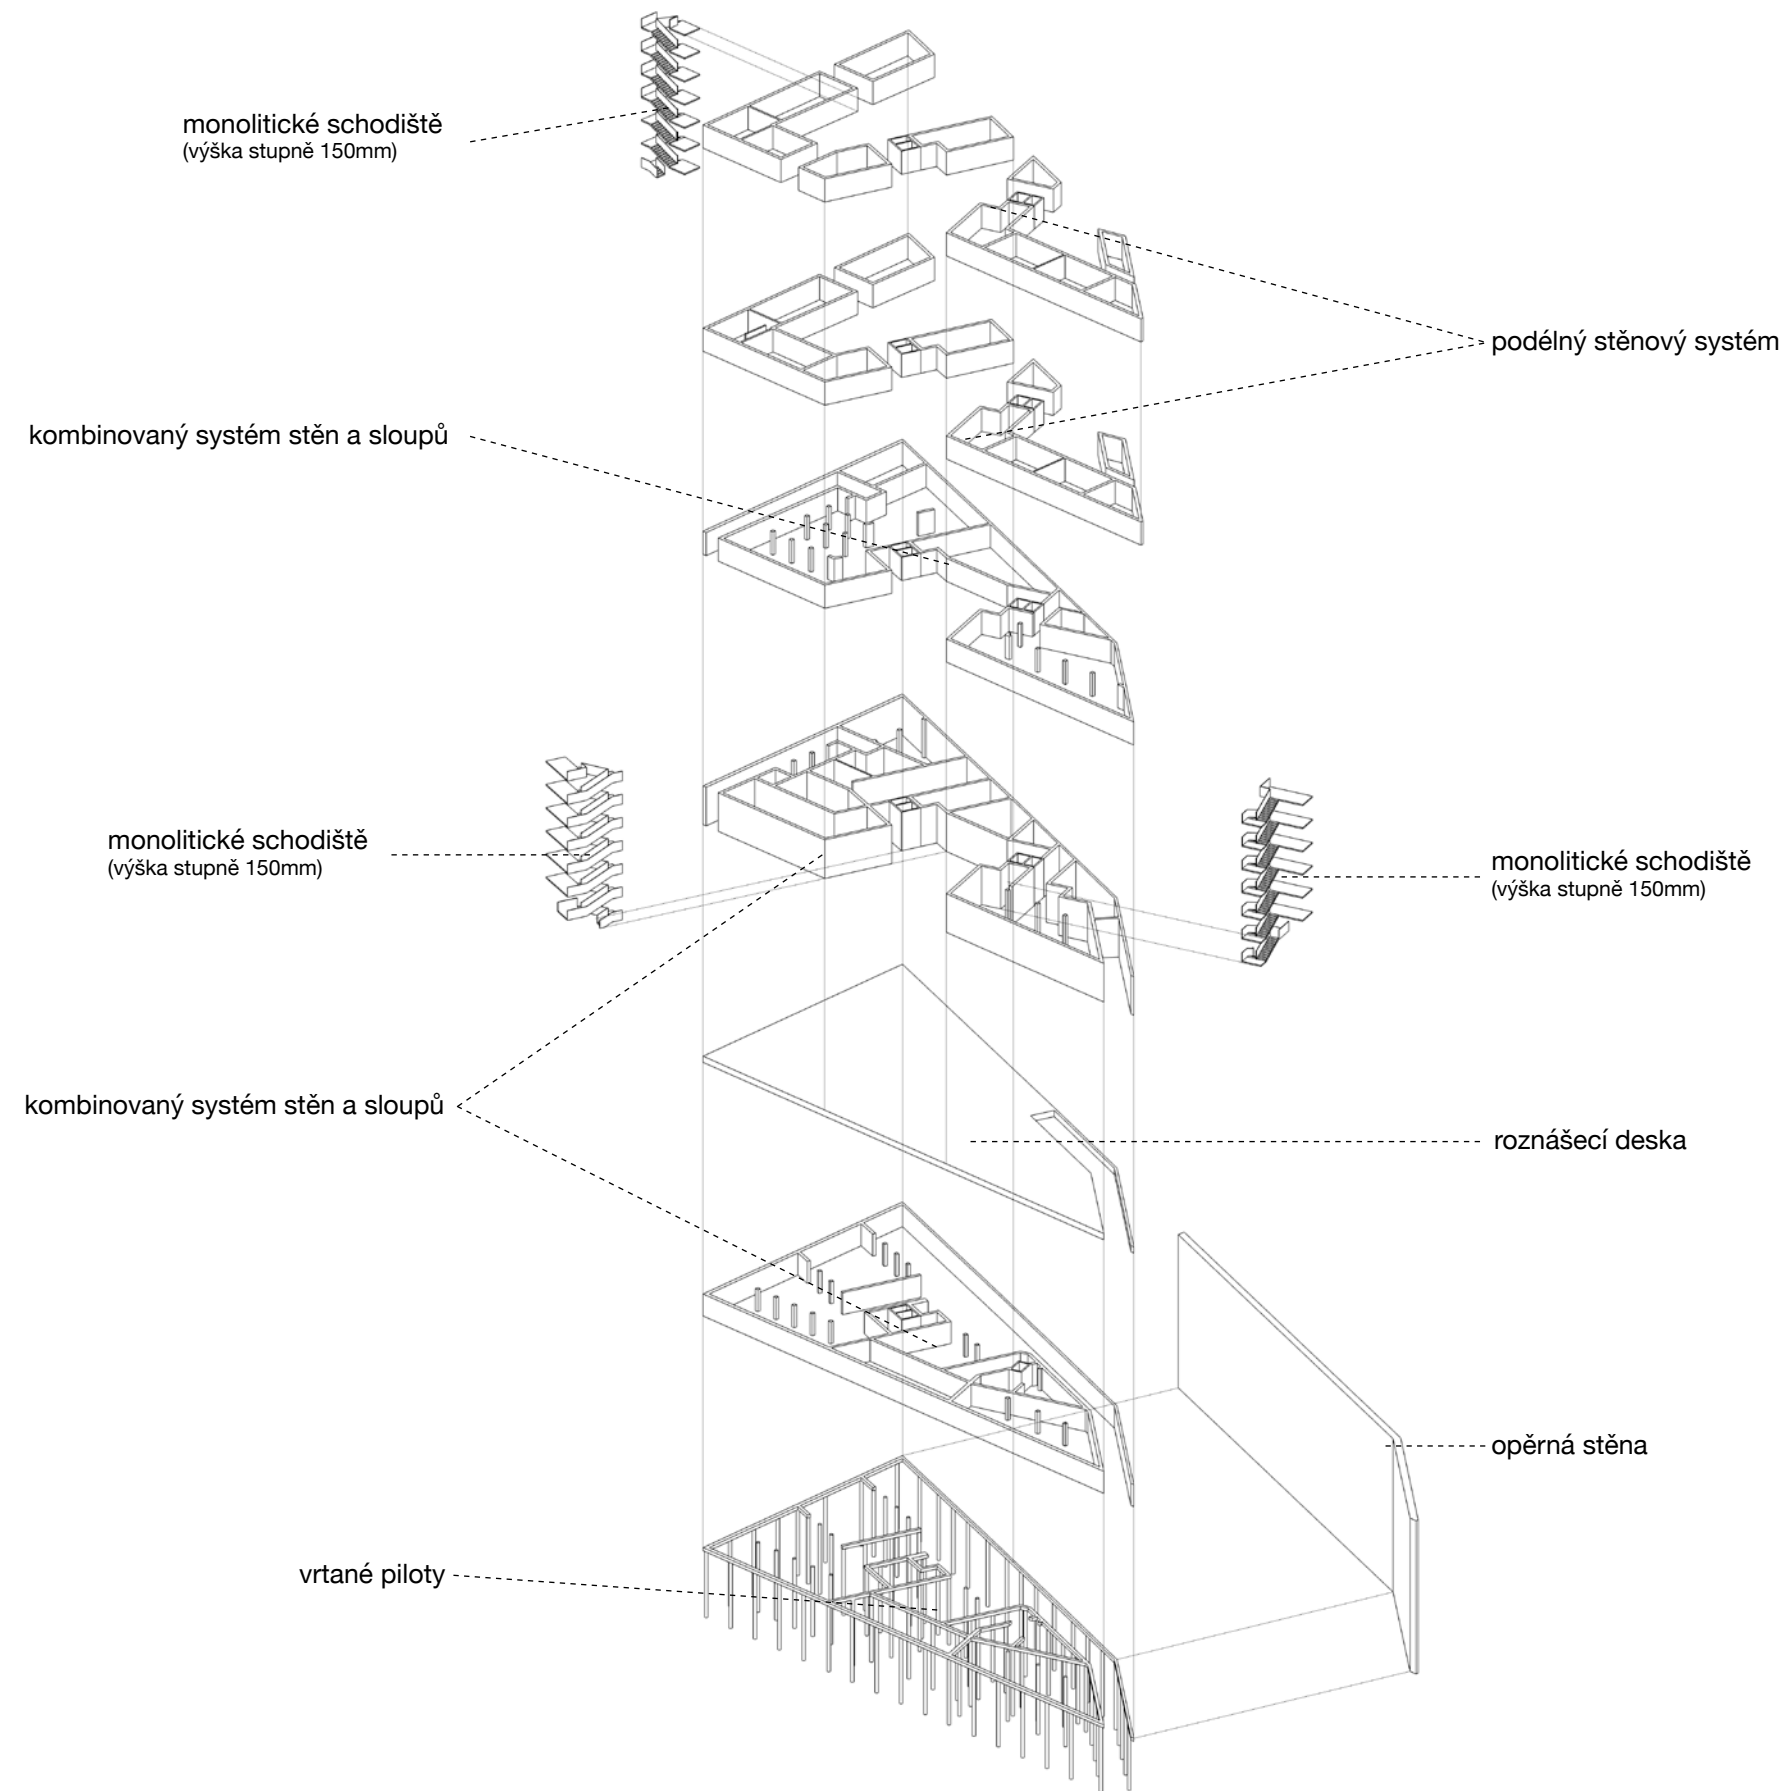 monolitické schodiště
(výška stupně 150mm)
podélný stěnový systém
kombinovaný systém stěn a sloupů
monolitické schodiště
(výška stupně 150mm)
monolitické schodiště
(výška stupně 150mm)
kombinovaný systém stěn a sloupů
roznášecí deska
opěrná stěna
vrtané piloty